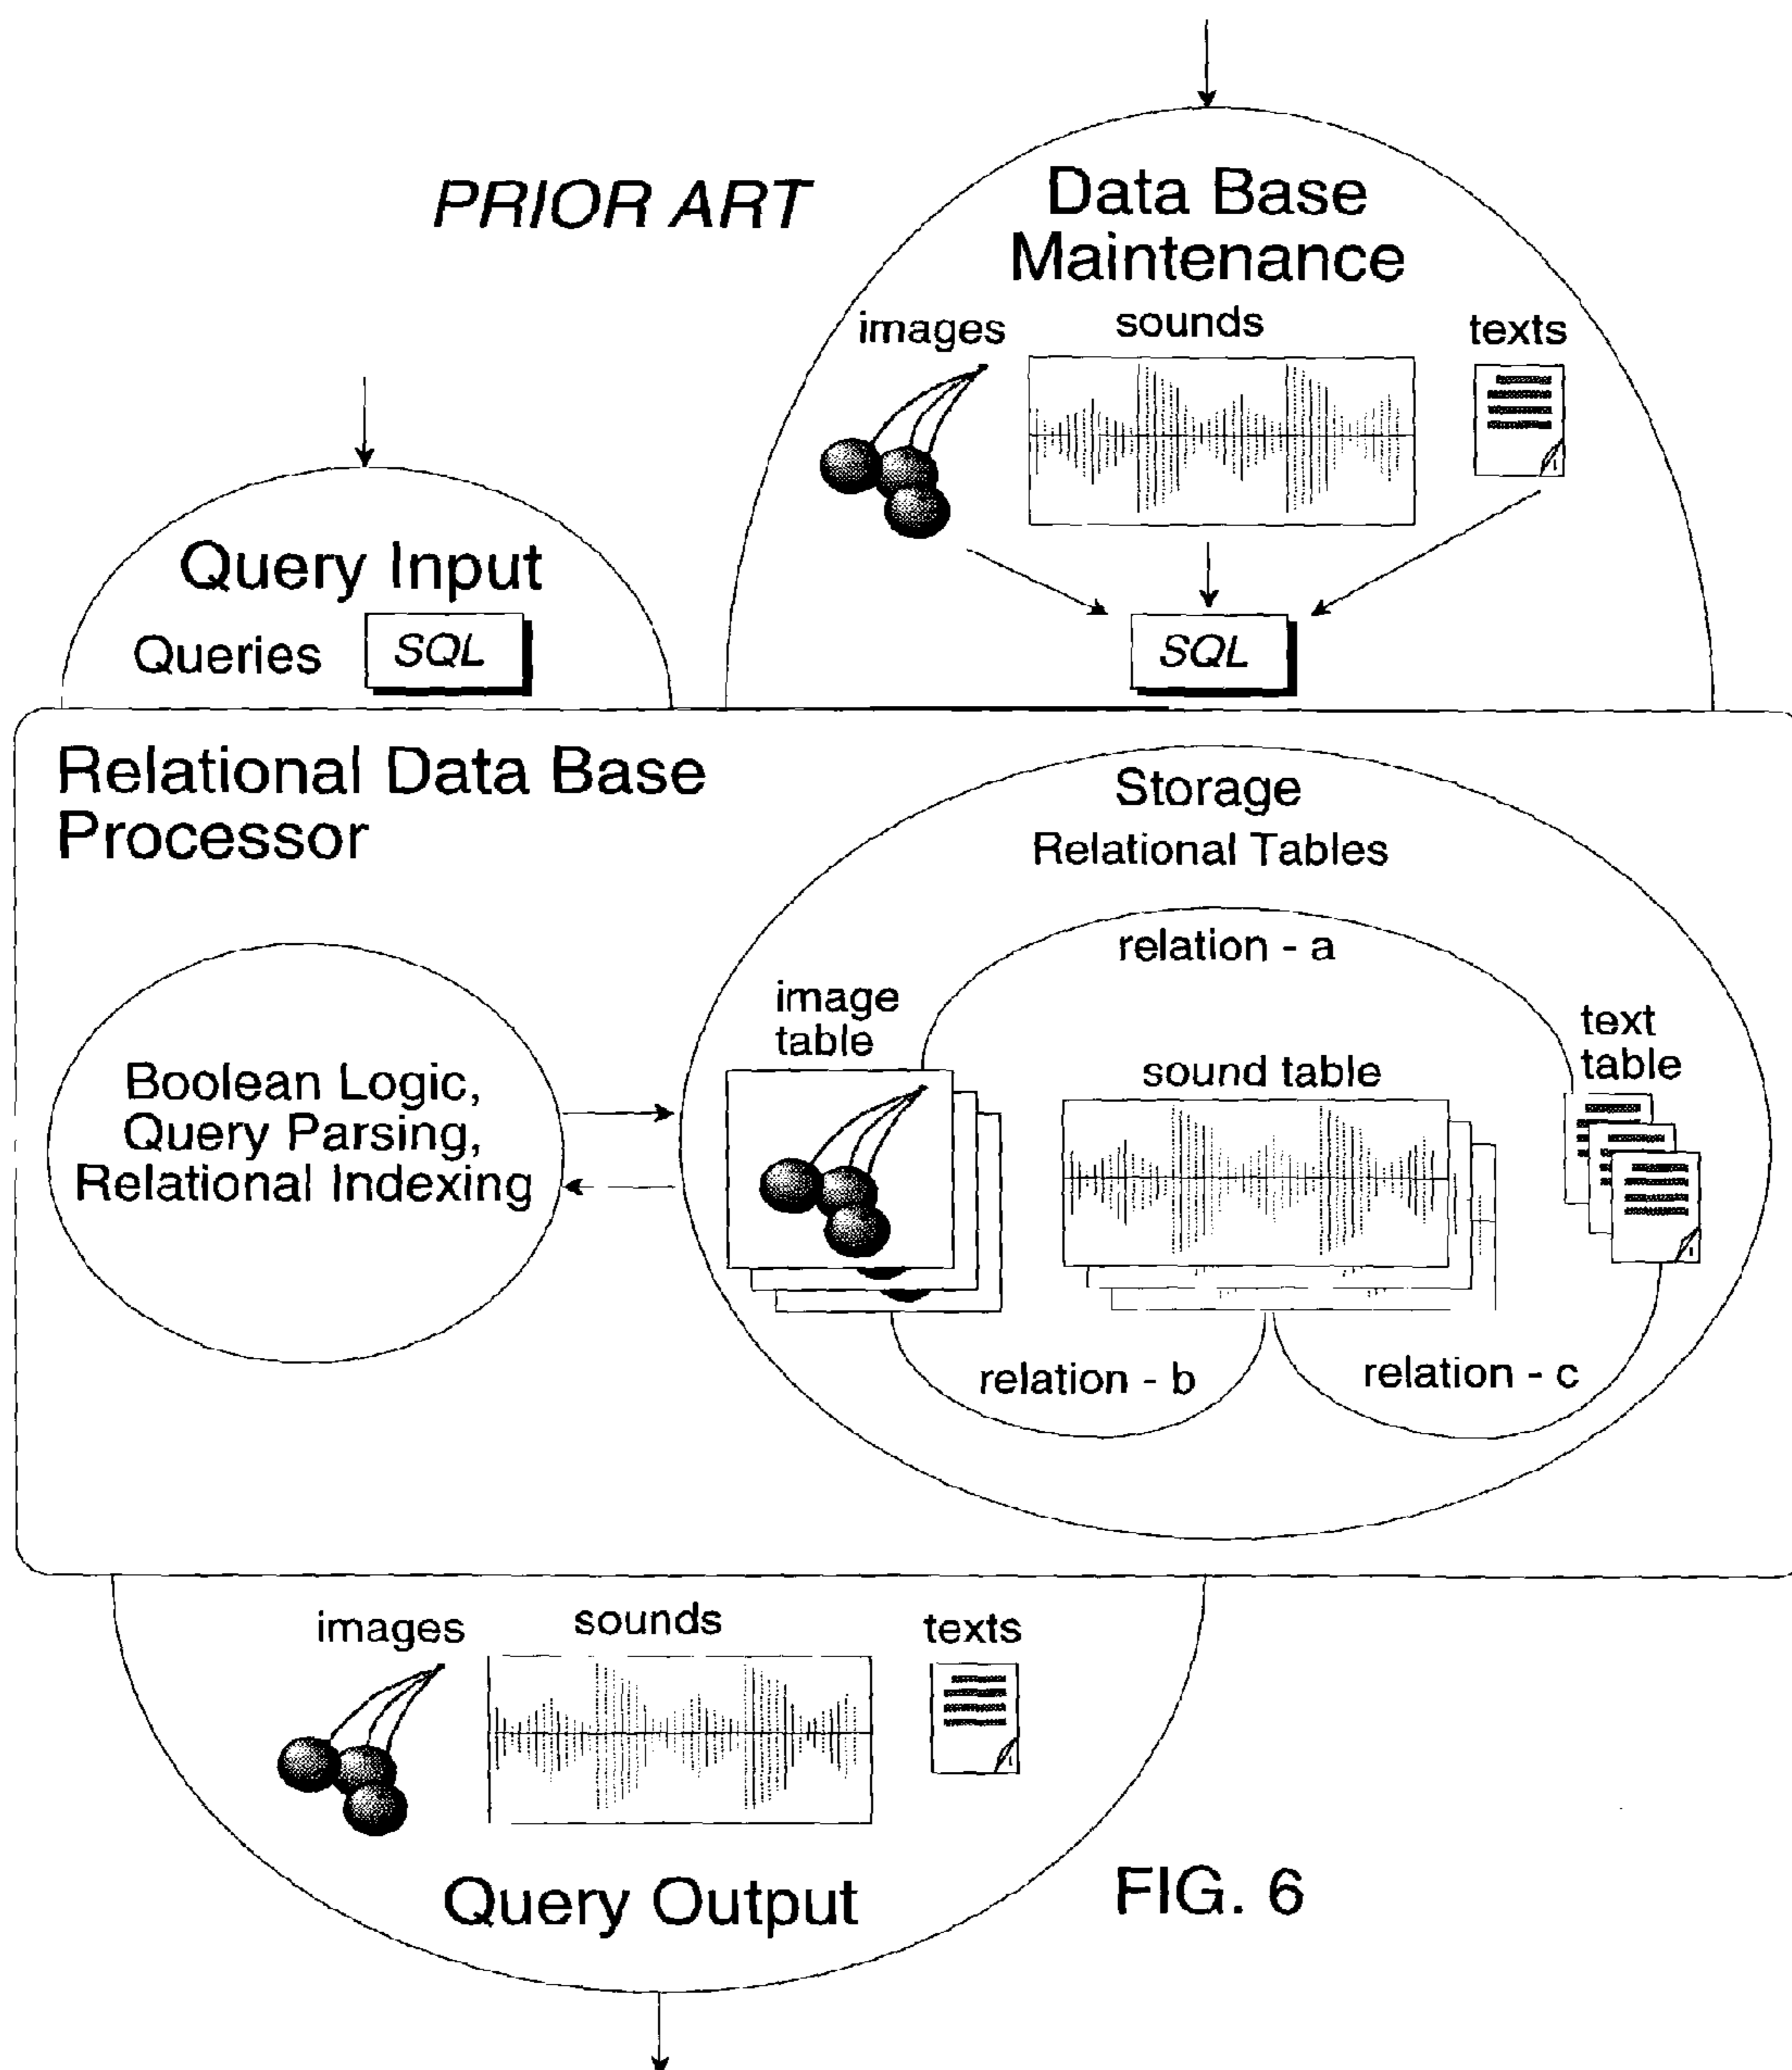 PRIOR ART
Data Base
Maintenance
images
sounds
texts
Query Input
Queries
SQL
SQL
Relational Data Base
Processor
Storage
Relational Tables
relation - a
image
table
sound table
text
table
Boolean Logic,
Query Parsing,
Relational Indexing
relation - b
relation - c
images
sounds
texts
Query Output
FIG. 6